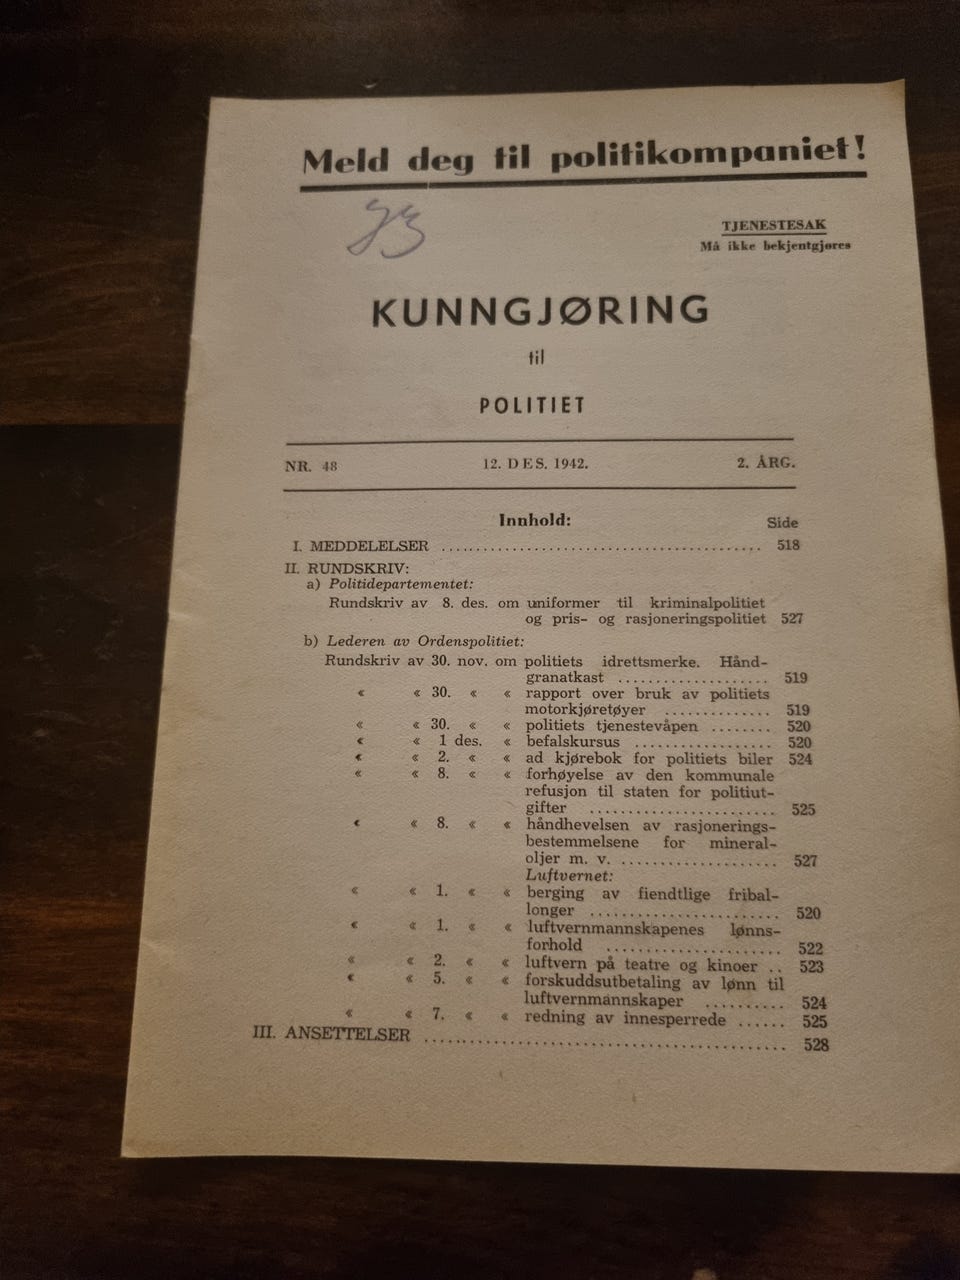 Meld deg til politikompaniet!
TJENESTESAK
Må ikke bekjentgjøres
KUNNGJØRING
til
POLITIET
NR. 48 12. DES. 1942. 2. ÅRG.
Innhold: Side
I. MEDDELELSER ................................................ 518
II. RUNDSKRIV:
a) Politidepartementet:
Rundskriv av 8. des. om uniformer til kriminalpolitiet
og pris- og rasjoneringspolitiet 527
b) Lederen av Ordenspolitiet:
Rundskriv av 30. nov. om politiets idrettsmerke. Hånd-
granatkast .................... 519
« « 30. « « rapport over bruk av politiets
motorkjøretøyer .............. 519
« « 30. « « politiets tjenestevåpen ........ 520
« « 1 des. « befalskursus .................. 520
« « 2. « « ad kjørebok for politiets biler 524
« « 8. « « forhøyelse av den kommunale
refusjon til staten for politiut-
gifter ........................ 525
« « 8. « « håndhevelsen av rasjonerings-
bestemmelsene for mineral-
oljer m. v. .................... 527
Luftvernet:
« « 1. « « berging av fiendtlige fribal-
longer ........................ 520
« « 1. « « luftvernmannskapenes lønns-
forhold ...................... 522
« « 2. « « luftvern på teatre og kinoer .. 523
« « 5. « « forskuddsutbetaling av lønn til
luftvernmannskaper .......... 524
« « 7. « « redning av innesperrede ...... 525
III. ANSETTELSER .................................................. 528